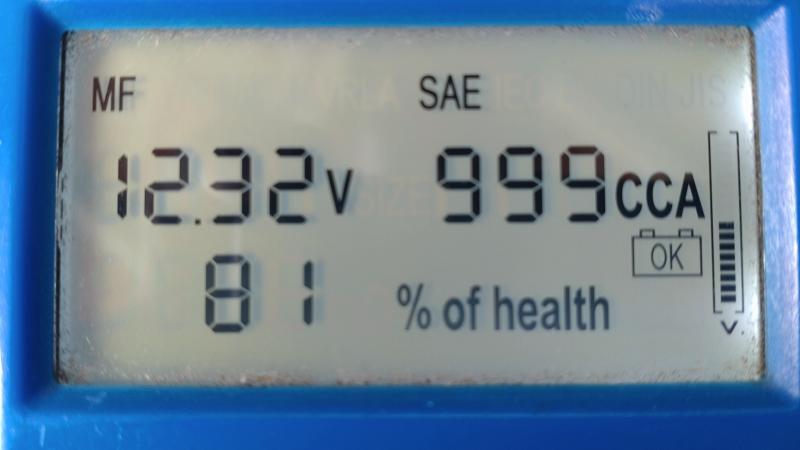 MF SAE
12.32 V 999 CCA
OK
81 % of health
V.